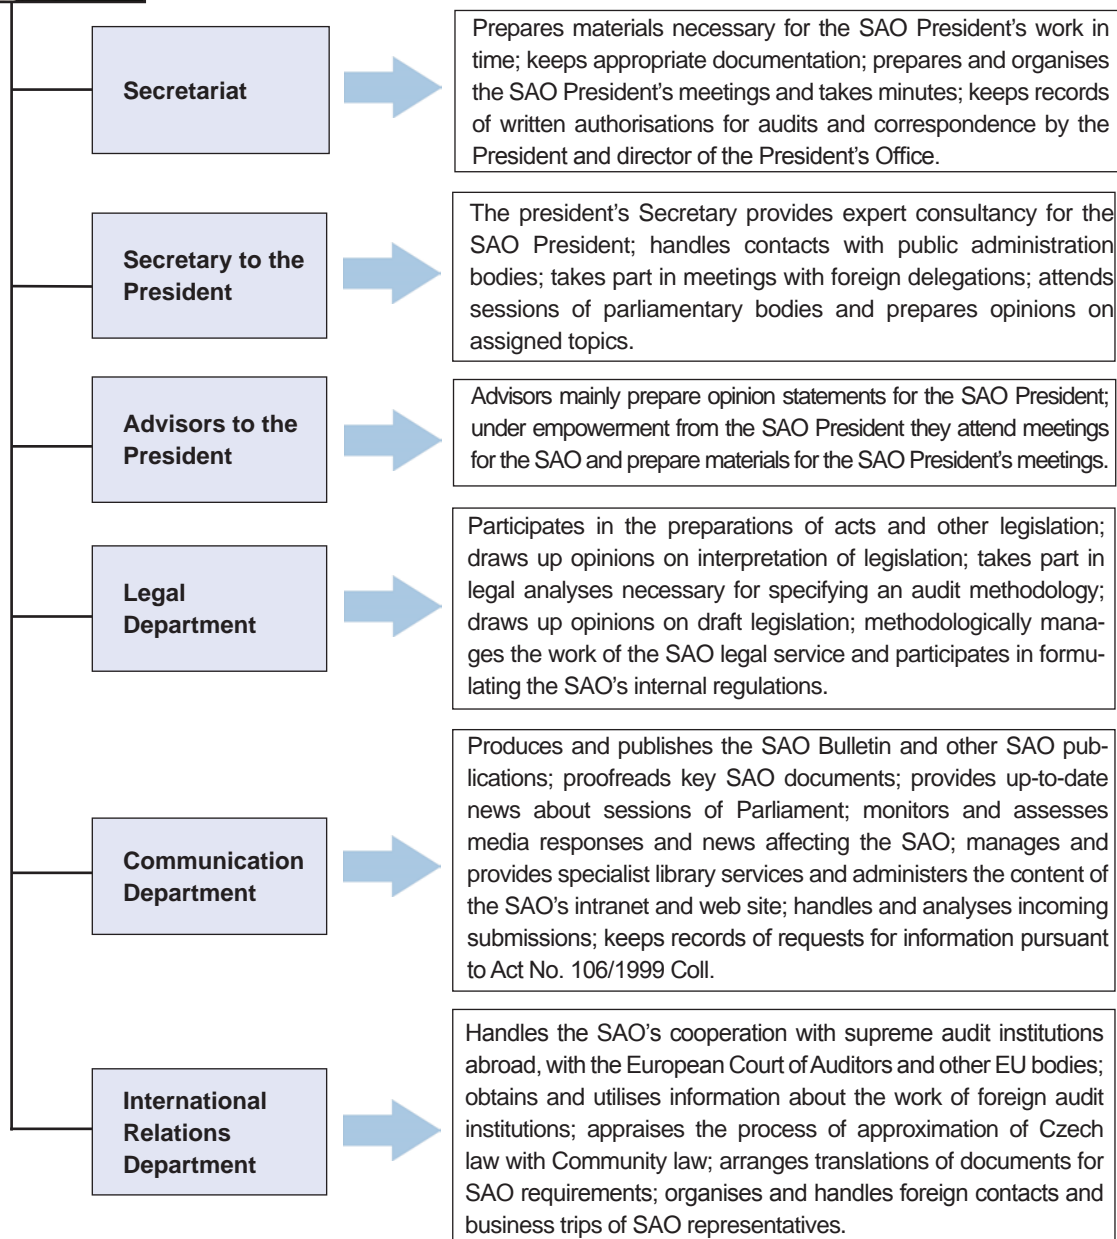 Secretariat
Prepares materials necessary for the SAO President’s work in
time; keeps appropriate documentation; prepares and organises
the SAO President’s meetings and takes minutes; keeps records
of written authorisations for audits and correspondence by the
President and director of the President’s Office.
Secretary to the
President
The president’s Secretary provides expert consultancy for the
SAO President; handles contacts with public administration
bodies; takes part in meetings with foreign delegations; attends
sessions of parliamentary bodies and prepares opinions on
assigned topics.
Advisors to the
President
Advisors mainly prepare opinion statements for the SAO President;
under empowerment from the SAO President they attend meetings
for the SAO and prepare materials for the SAO President’s meetings.
Legal
Department
Participates in the preparations of acts and other legislation;
draws up opinions on interpretation of legislation; takes part in
legal analyses necessary for specifying an audit methodology;
draws up opinions on draft legislation; methodologically mana-
ges the work of the SAO legal service and participates in formu-
lating the SAO’s internal regulations.
Communication
Department
Produces and publishes the SAO Bulletin and other SAO pub-
lications; proofreads key SAO documents; provides up-to-date
news about sessions of Parliament; monitors and assesses
media responses and news affecting the SAO; manages and
provides specialist library services and administers the content of
the SAO’s intranet and web site; handles and analyses incoming
submissions; keeps records of requests for information pursuant
to Act No. 106/1999 Coll.
International
Relations
Department
Handles the SAO’s cooperation with supreme audit institutions
abroad, with the European Court of Auditors and other EU bodies;
obtains and utilises information about the work of foreign audit
institutions; appraises the process of approximation of Czech
law with Community law; arranges translations of documents for
SAO requirements; organises and handles foreign contacts and
business trips of SAO representatives.